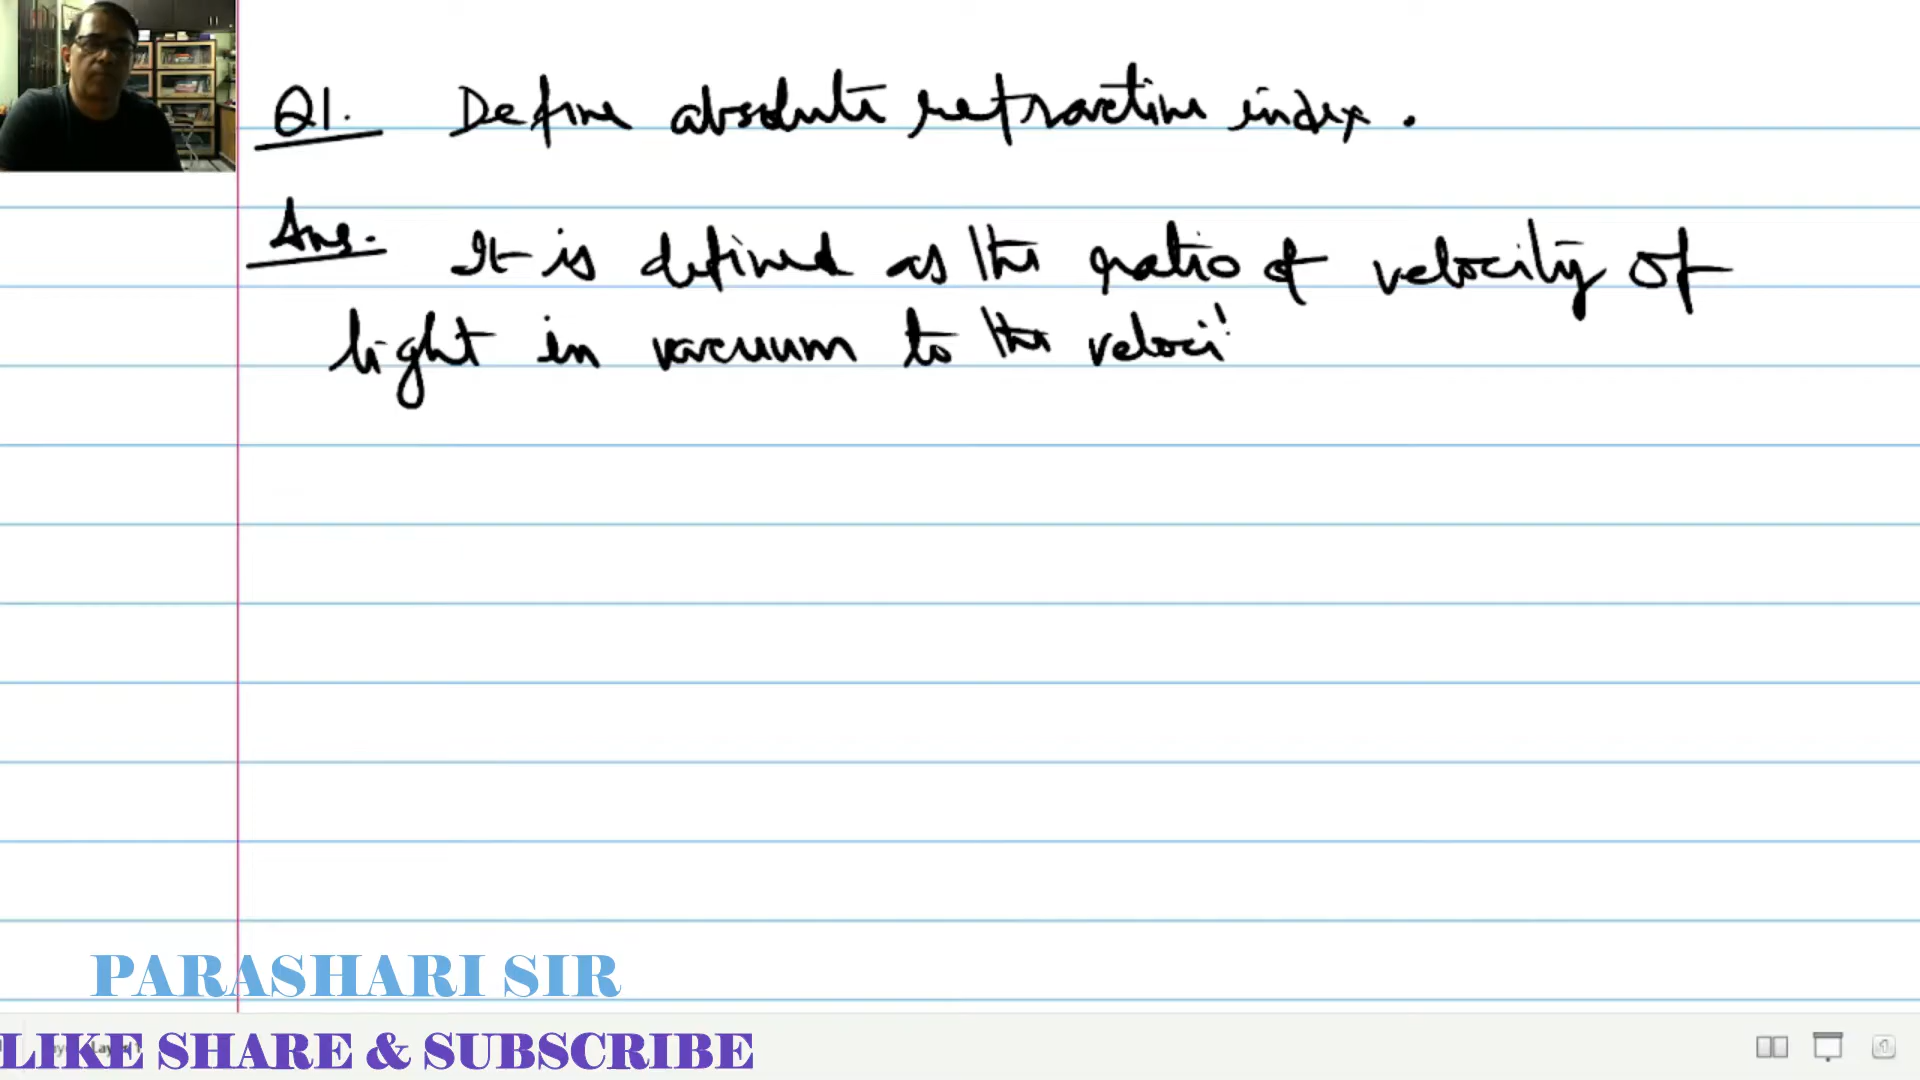 Q1. Define absolute refractive index.
Ans. It is defined as the ratio of velocity of
light in vacuum to the veloci
PARASHARI SIR
LIKE SHARE & SUBSCRIBE